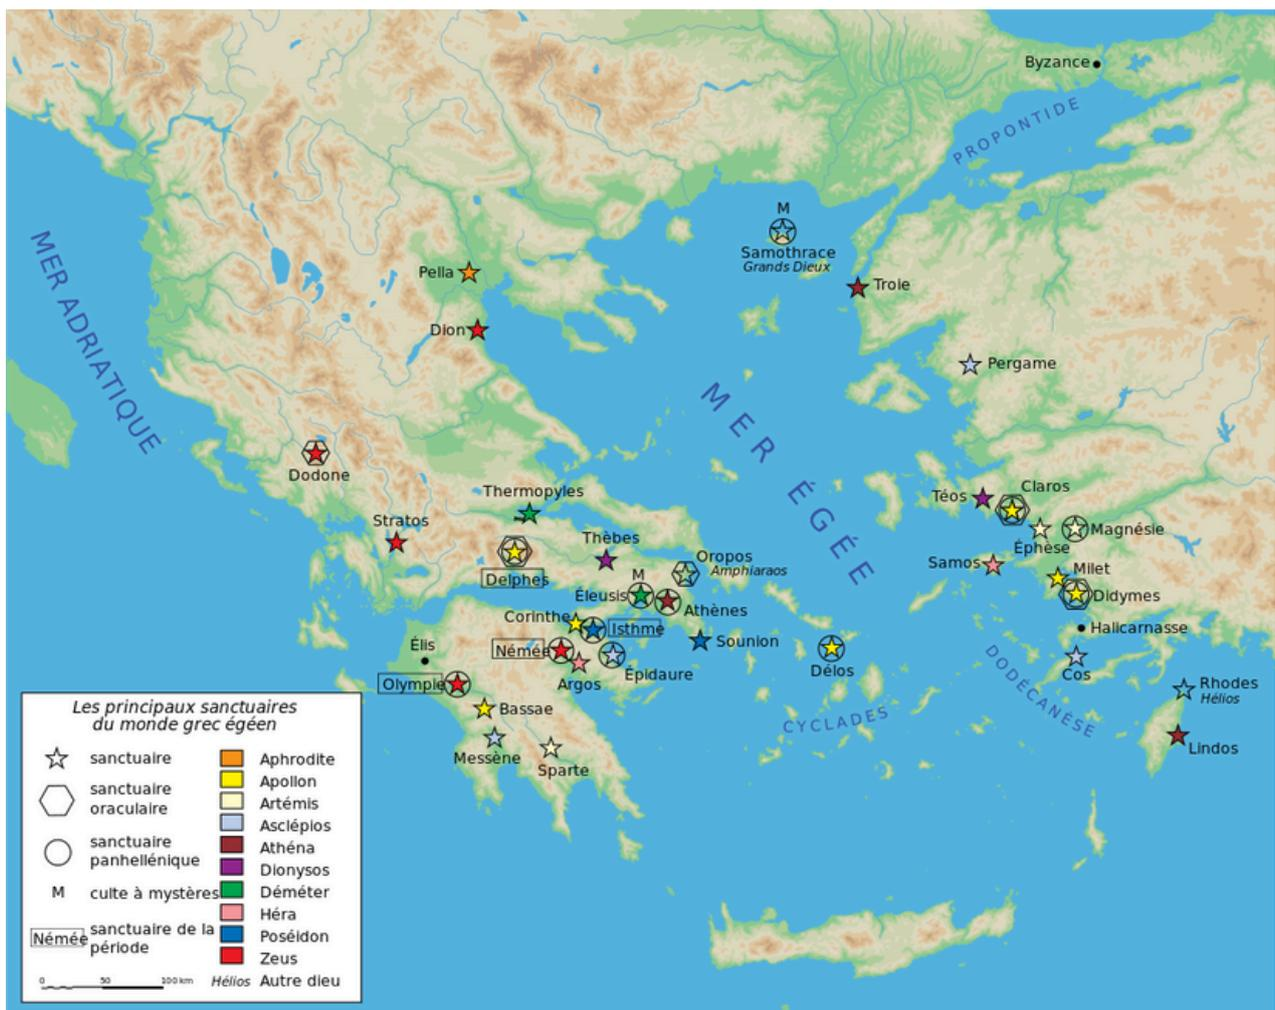 Byzance
PROPONTIDE
M
Samothrace
Grands Dieux
Troie
Pella
Dion
MER ADRIATIQUE
Pergame
MER ÉGÉE
Dodone
Thermopyles
Stratos
Thèbes
Delphes
Oropos
Amphiaraos
M
Éleusis
Athènes
Téos
Claros
Magnésie
Éphèse
Samos
Milet
Didymes
Corinthe
Isthme
Sounion
Halicarnasse
Élis
Némée
Épidaure
Délos
Cos
Argos
Olympie
DODÉCANÈSE
Rhodes
Hélios
Bassae
CYCLADES
Messène
Sparte
Lindos
Les principaux sanctuaires
du monde grec égéen
sanctuaire
sanctuaire
oraculaire
sanctuaire
panhellénique
M culte à mystères
Némée sanctuaire de la
période
0 50 100 km
Aphrodite
Apollon
Artémis
Asclépios
Athéna
Dionysos
Déméter
Héra
Poséidon
Zeus
Hélios Autre dieu